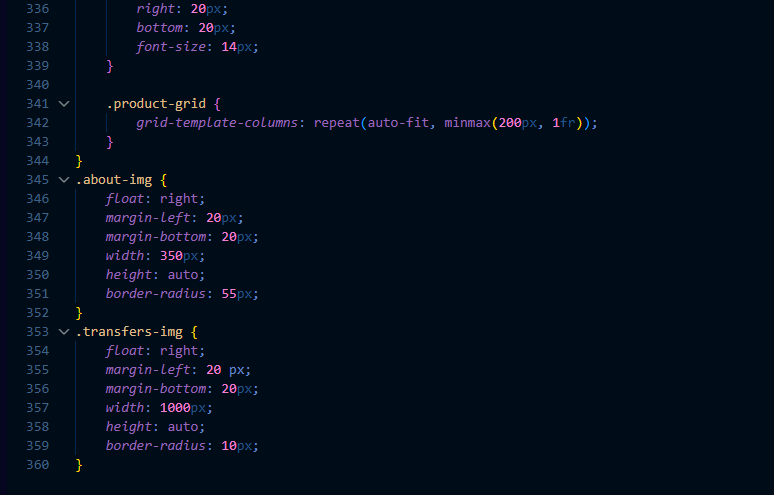 336 right: 20px;
337 bottom: 20px;
338 font-size: 14px;
339 }
340
341 .product-grid {
342 grid-template-columns: repeat(auto-fit, minmax(200px, 1fr));
343 }
344 }
345 .about-img {
346 float: right;
347 margin-left: 20px;
348 margin-bottom: 20px;
349 width: 350px;
350 height: auto;
351 border-radius: 55px;
352 }
353 .transfers-img {
354 float: right;
355 margin-left: 20 px;
356 margin-bottom: 20px;
357 width: 1000px;
358 height: auto;
359 border-radius: 10px;
360 }